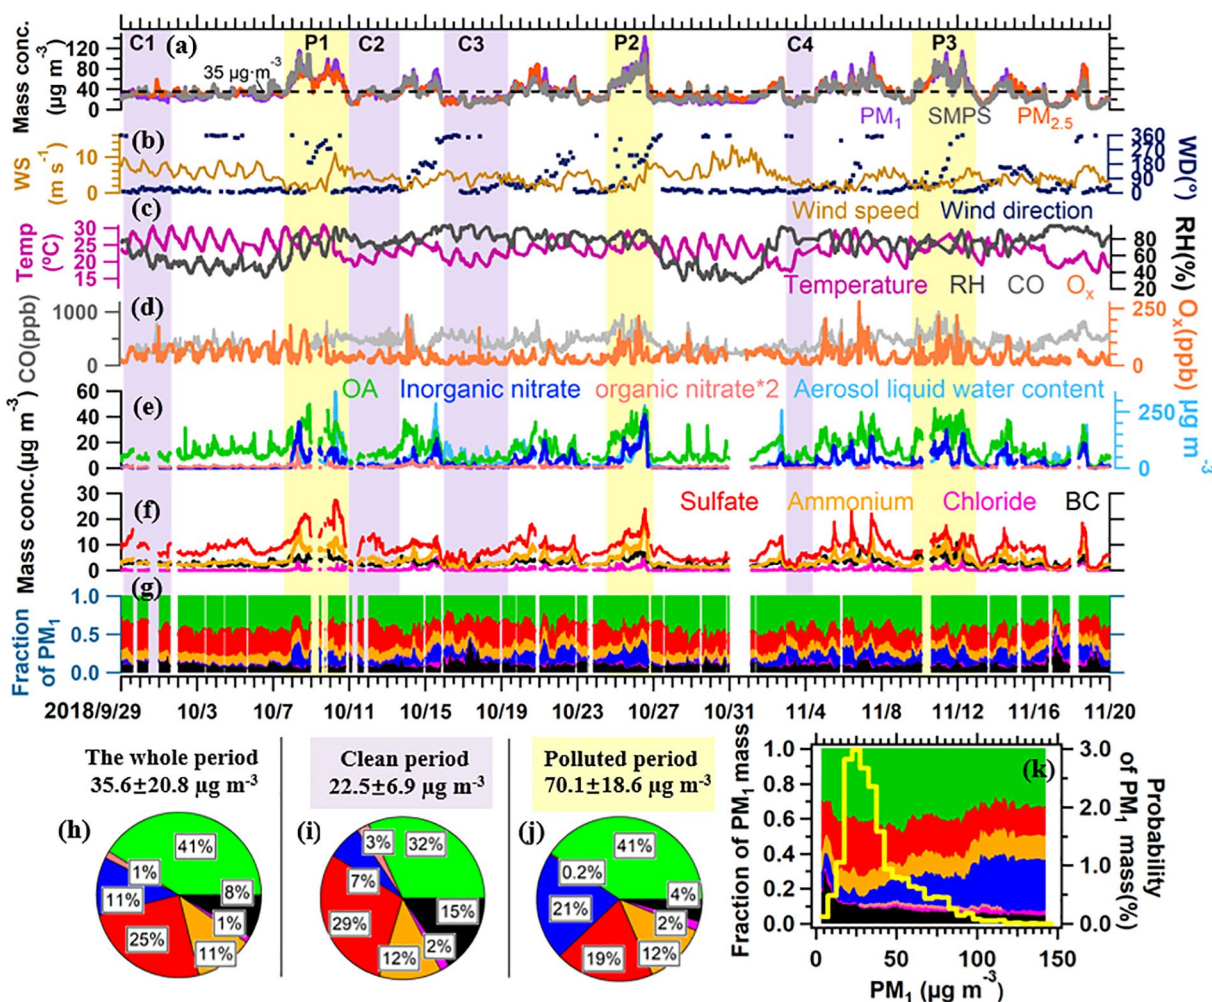 C1 (a) P1 C2 C3 P2 C4 P3
Mass conc.
(µg m-3)
120
80
40
0
35 µg·m-3
PM1 SMPS PM2.5
(b)
WS
(m s-1)
10
0
360
270
180
90
0
WD(°)
Wind speed Wind direction
(c)
Temp
(°C)
30
25
20
15
80
60
40
20
RH(%)
Temperature RH CO Ox
(d)
CO(ppb)
1000
0
250
0
Ox(ppb)
(e)
OA Inorganic nitrate organic nitrate*2 Aerosol liquid water content
60
40
20
0
250
0
µg m-3
Mass conc.(µg m-3)
(f)
Sulfate Ammonium Chloride BC
30
20
10
0
(g)
Fraction
of PM1
1.0
0.5
0.0
2018/9/29 10/3 10/7 10/11 10/15 10/19 10/23 10/27 10/31 11/4 11/8 11/12 11/16 11/20
The whole period
35.6±20.8 µg m-3
(h)
41%
1%
8%
11%
1%
25%
11%
Clean period
22.5±6.9 µg m-3
(i)
3%
32%
7%
15%
29%
2%
12%
Polluted period
70.1±18.6 µg m-3
(j)
41%
0.2%
4%
21%
2%
19%
12%
(k)
Fraction of PM1 mass
1.0
0.8
0.6
0.4
0.2
0.0
3.0
2.5
2.0
1.5
1.0
0.5
0.0
Probability
of PM1 mass(%)
0 50 100 150
PM1 (µg m-3)